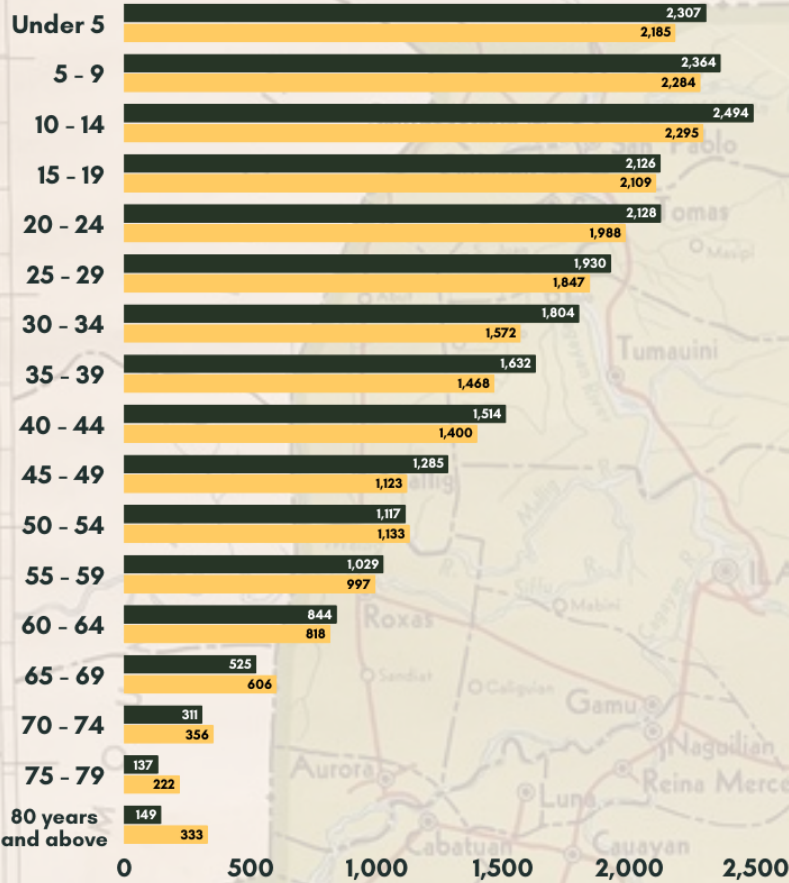 Under 5
2,307
2,185
5 - 9
2,364
2,284
10 - 14
2,494
2,295
15 - 19
2,126
2,109
20 - 24
2,128
1,988
25 - 29
1,930
1,847
30 - 34
1,804
1,572
35 - 39
1,632
1,468
40 - 44
1,514
1,400
45 - 49
1,285
1,123
50 - 54
1,117
1,133
55 - 59
1,029
997
60 - 64
844
818
65 - 69
525
606
70 - 74
311
356
75 - 79
137
222
80 years
and above
149
333
0 500 1,000 1,500 2,000 2,500
San Pablo
Tomas
Masipi
Tumauini
Mallig
R.
R.
R.
Siffu
Mabini
Cagayan
Roxas
Sandiat
Caliguian
Gamu
Naguilian
Aurora
Luna
Reina Merce
Cabatuan
Cauayan